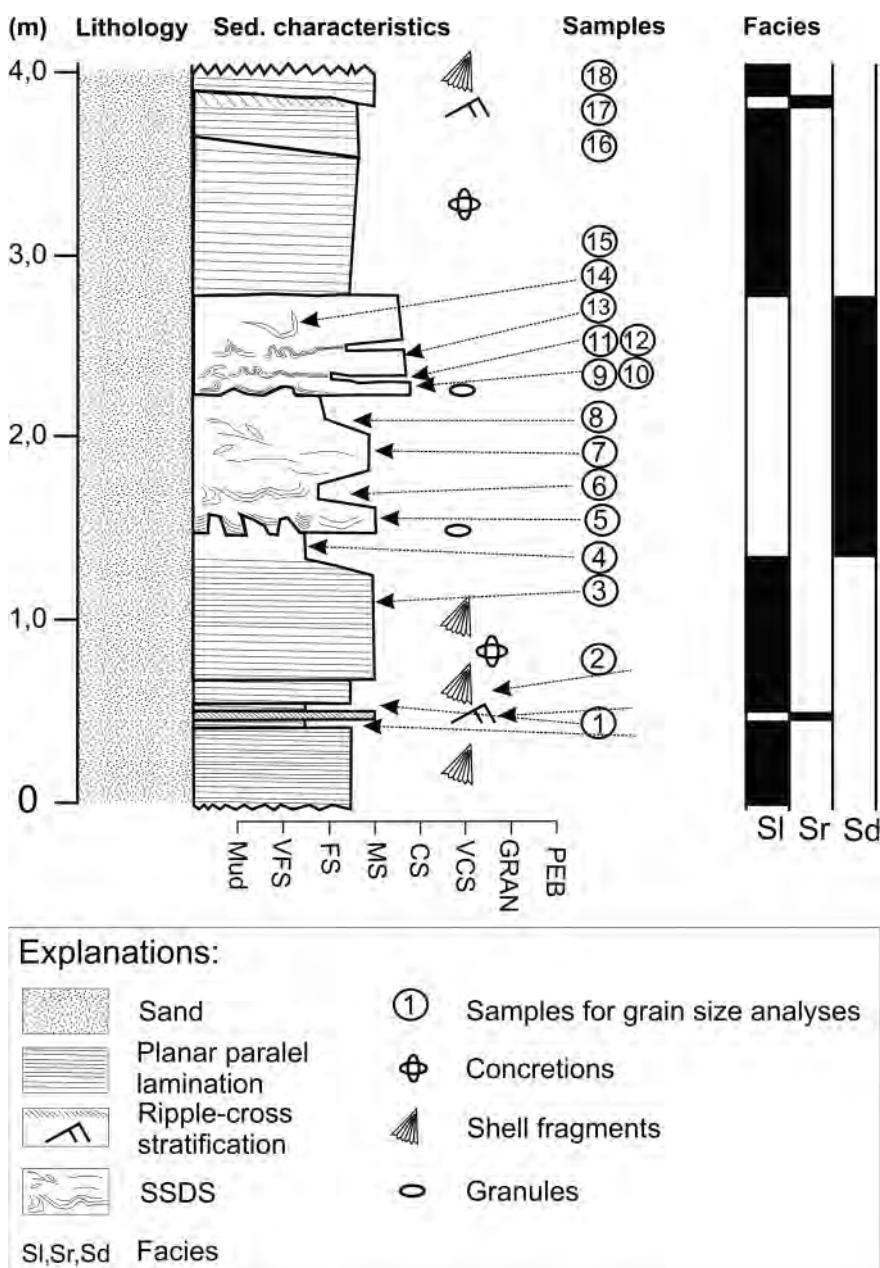 (m) Lithology Sed. characteristics Samples Facies
4,0
18
17
16
3,0
15
14
13
11 12
9 10
8
2,0
7
6
5
4
3
1,0
2
1
0
Sl Sr Sd
Mud VFS FS MS CS VCS GRAN PEB
Explanations:
Sand
Planar paralel
lamination
Ripple-cross
stratification
SSDS
Sl,Sr,Sd Facies
1 Samples for grain size analyses
Concretions
Shell fragments
Granules